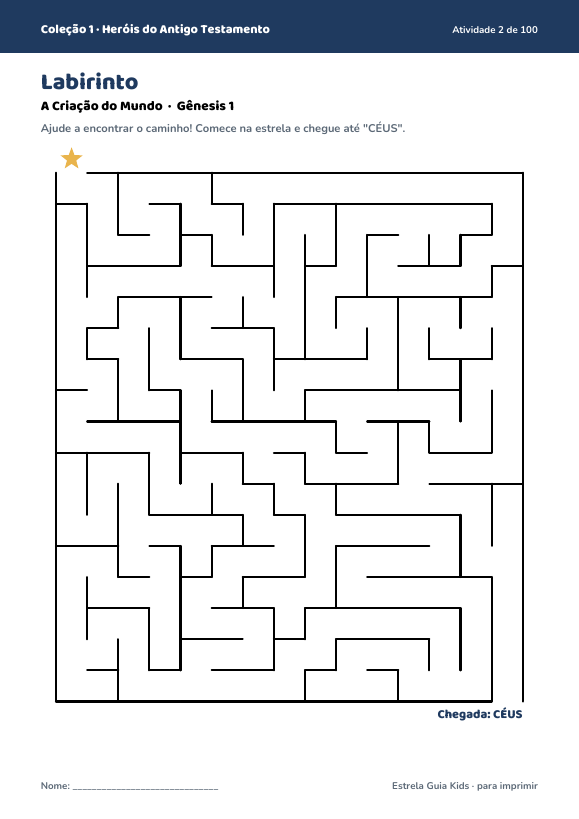 Coleção 1 · Heróis do Antigo Testamento
Atividade 2 de 100
Labirinto
A Criação do Mundo · Gênesis 1
Ajude a encontrar o caminho! Comece na estrela e chegue até "CÉUS".
Chegada: CÉUS
Nome: ____________________________
Estrela Guia Kids · para imprimir